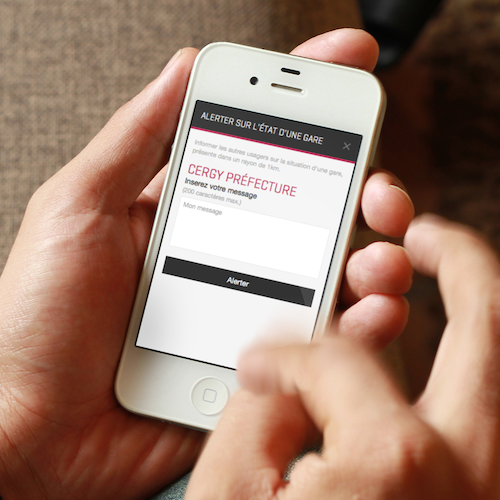 ALERTER SUR L'ÉTAT D'UNE GARE
Informer les autres usagers sur la situation d'une gare,
présente dans un rayon de 1km.
CERGY PRÉFECTURE
Inserez votre message
(200 caractères max.)
Mon message
Alerter